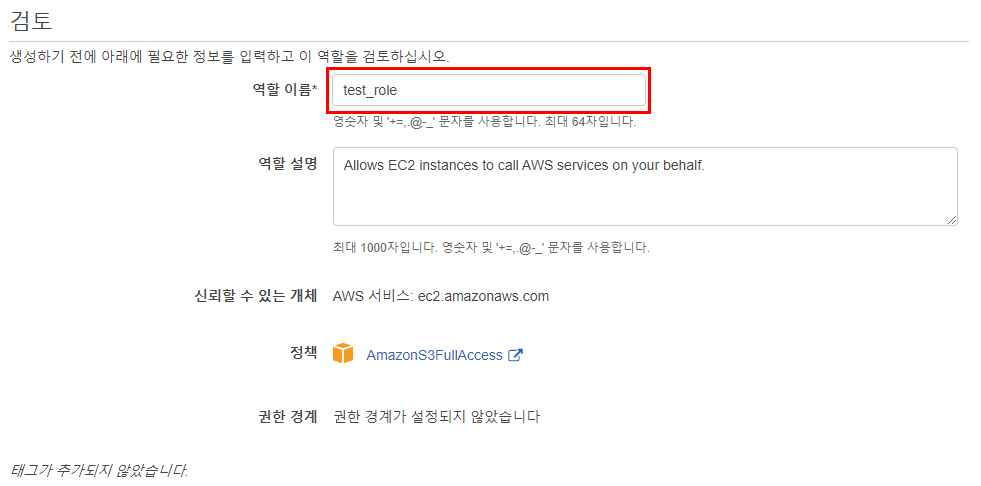 검토
생성하기 전에 아래에 필요한 정보를 입력하고 이 역할을 검토하십시오.
역할 이름* test_role
영숫자 및 '+=,.@-_' 문자를 사용합니다. 최대 64자입니다.
역할 설명 Allows EC2 instances to call AWS services on your behalf.
최대 1000자입니다. 영숫자 및 '+=,.@-_' 문자를 사용합니다.
신뢰할 수 있는 개체 AWS 서비스: ec2.amazonaws.com
정책 AmazonS3FullAccess
권한 경계 권한 경계가 설정되지 않았습니다
태그가 추가되지 않았습니다.